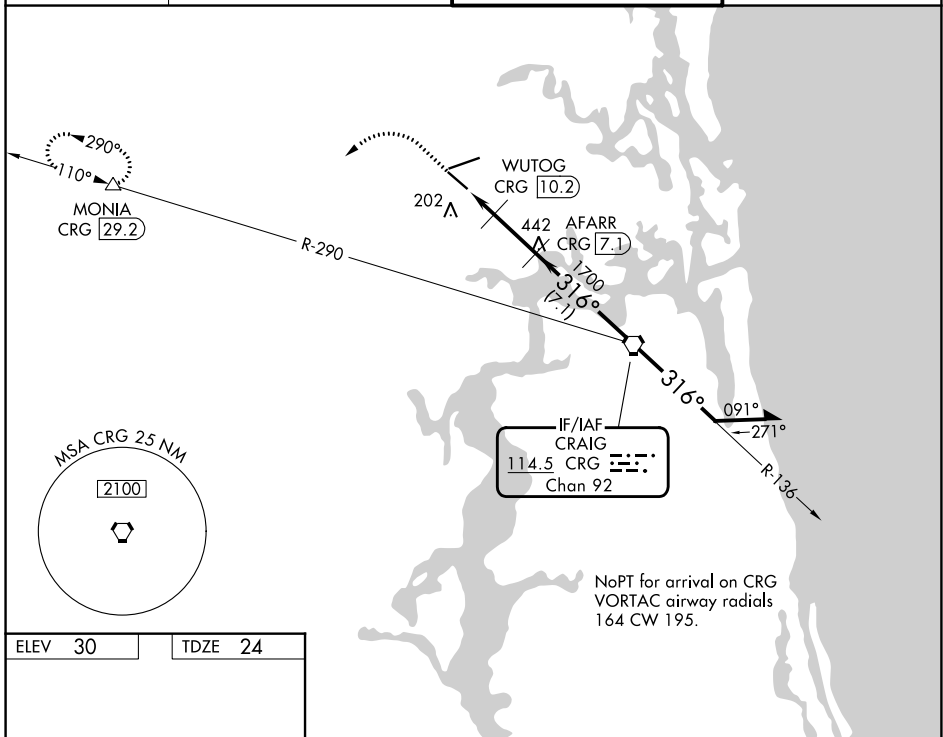 290°
110°
MONIA
CRG 29.2
R-290
WUTOG
CRG 10.2
202
442
AFARR
CRG 7.1
1700
316°
(7.1)
316°
091°
271°
R-136
IF/IAF
CRAIG
114.5 CRG
Chan 92
MSA CRG 25 NM
2100
NoPT for arrival on CRG
VORTAC airway radials
164 CW 195.
ELEV 30
TDZE 24